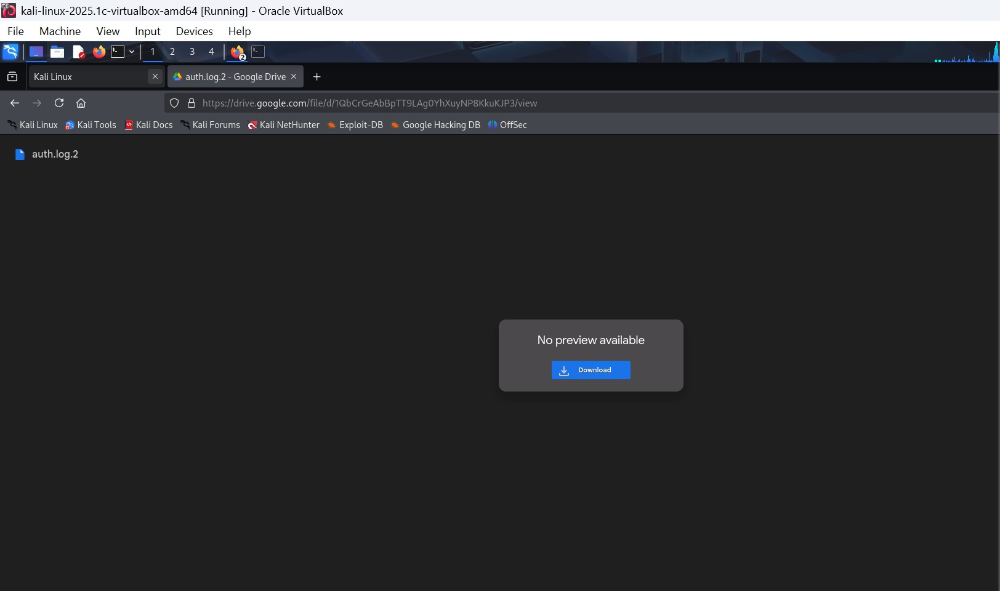 kali-linux-2025.1c-virtualbox-amd64 [Running] - Oracle VirtualBox
File Machine View Input Devices Help
1 2 3 4 2
Kali Linux auth.log.2 - Google Drive
https://drive.google.com/file/d/1QbCrGeAbBpTT9LAg0YhXuyNP8KkuKJP3/view
Kali Linux Kali Tools Kali Docs Kali Forums Kali NetHunter Exploit-DB Google Hacking DB OffSec
auth.log.2
No preview available
Download